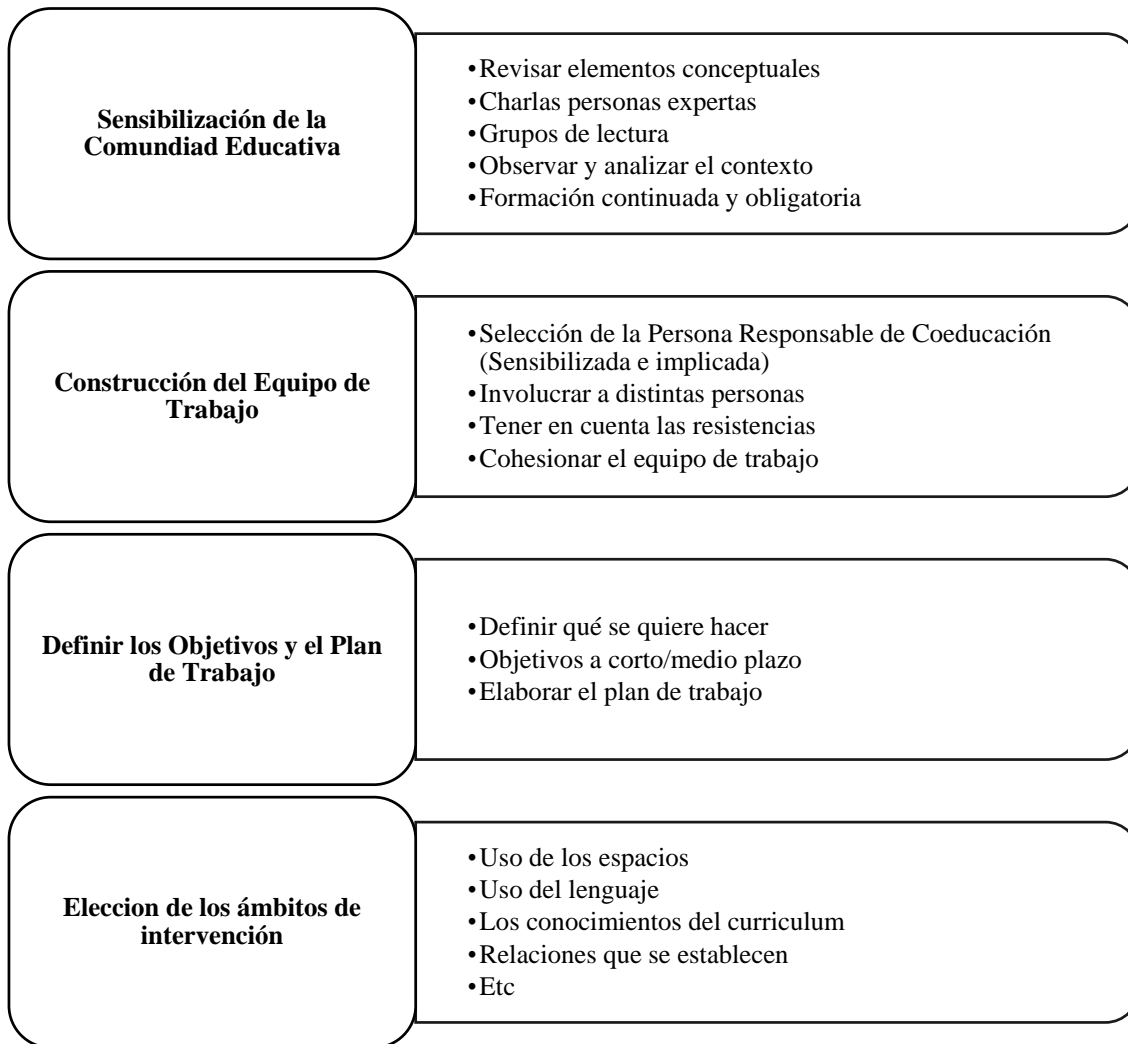 Sensibilización de la
Comundiad Educativa
•Revisar elementos conceptuales
•Charlas personas expertas
•Grupos de lectura
•Observar y analizar el contexto
•Formación continuada y obligatoria
Construcción del Equipo de
Trabajo
•Selección de la Persona Responsable de Coeducación
(Sensibilizada e implicada)
•Involucrar a distintas personas
•Tener en cuenta las resistencias
•Cohesionar el equipo de trabajo
Definir los Objetivos y el Plan
de Trabajo
•Definir qué se quiere hacer
•Objetivos a corto/medio plazo
•Elaborar el plan de trabajo
Eleccion de los ámbitos de
intervención
•Uso de los espacios
•Uso del lenguaje
•Los conocimientos del curriculum
•Relaciones que se establecen
•Etc